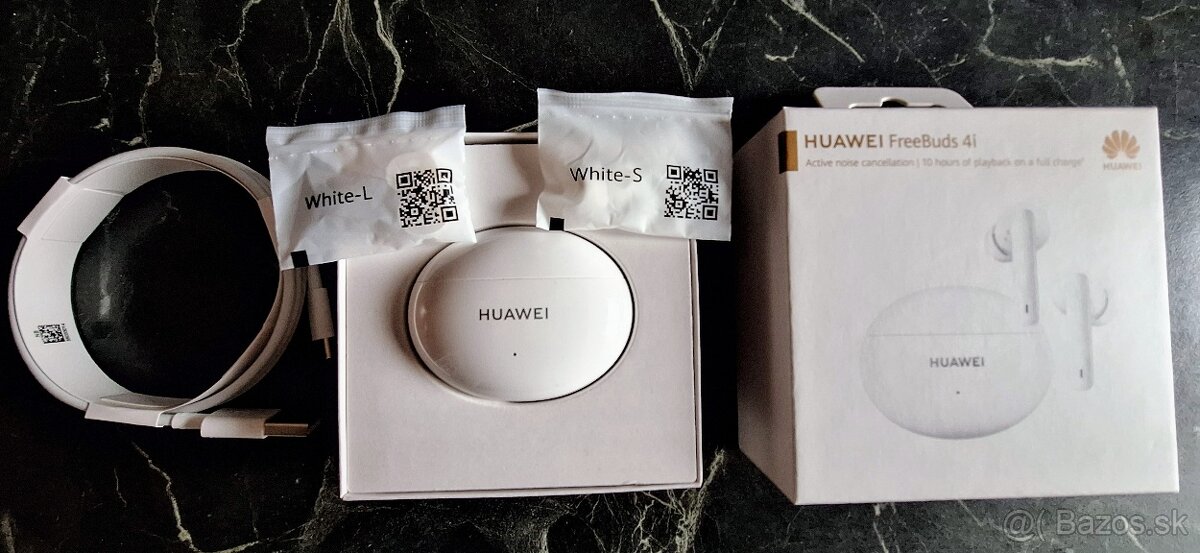 White-L
White-S
HUAWEI
HUAWEI FreeBuds 4i
Active noise cancellation | 10 hours of playback on a full charge
HUAWEI
HUAWEI
@( Bazos.sk